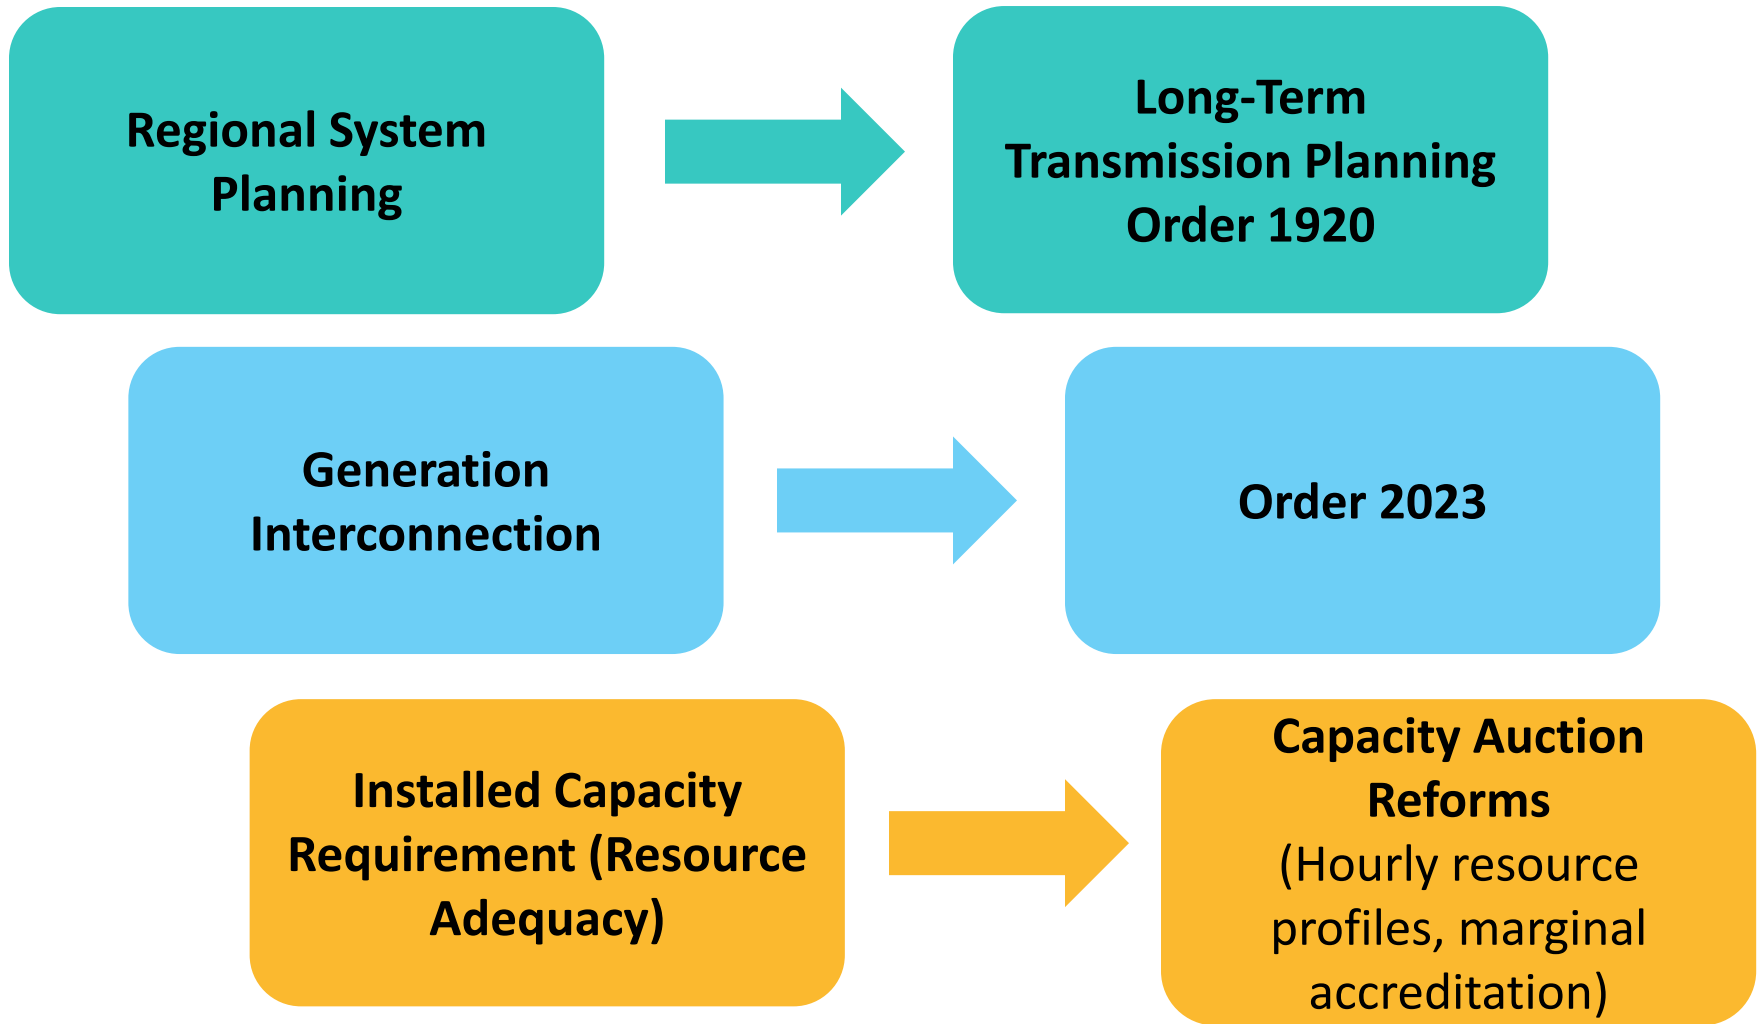 Regional System
Planning
Long-Term
Transmission Planning
Order 1920
Generation
Interconnection
Order 2023
Installed Capacity
Requirement (Resource
Adequacy)
Capacity Auction
Reforms
(Hourly resource
profiles, marginal
accreditation)